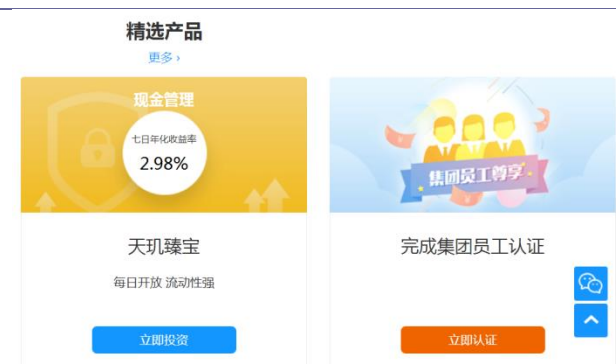 精选产品
更多 ›
现金管理
七日年化收益率
2.98%
集团员工尊享
天玑臻宝
完成集团员工认证
每日开放 流动性强
立即投资
立即认证